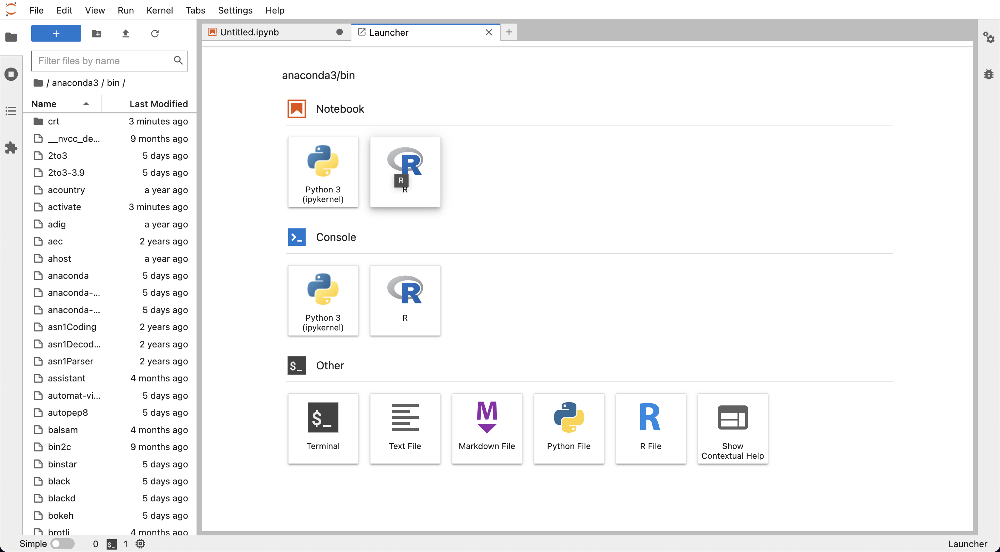 File Edit View Run Kernel Tabs Settings Help
+
Untitled.ipynb
Launcher
Filter files by name
/ anaconda3 / bin /
Name Last Modified
crt 3 minutes ago
__nvcc_de... 9 months ago
2to3 5 days ago
2to3-3.9 5 days ago
acountry a year ago
activate 3 minutes ago
adig a year ago
aec 2 years ago
ahost a year ago
anaconda 5 days ago
anaconda-... 5 days ago
anaconda-... 5 days ago
asn1Coding 2 years ago
asn1Decod... 2 years ago
asn1Parser 2 years ago
assistant 4 months ago
automat-vi... 5 days ago
autopep8 5 days ago
balsam 4 months ago
bin2c 9 months ago
binstar 5 days ago
black 5 days ago
blackd 5 days ago
bokeh 5 days ago
brotli 4 months ago
anaconda3/bin
Notebook
Python 3
(ipykernel)
R
R
R
>_ Console
Python 3
(ipykernel)
R
R
$_ Other
$_
Terminal
Text File
M
Markdown File
Python File
R
R File
Show
Contextual Help
Simple 0 $_ 1
Launcher